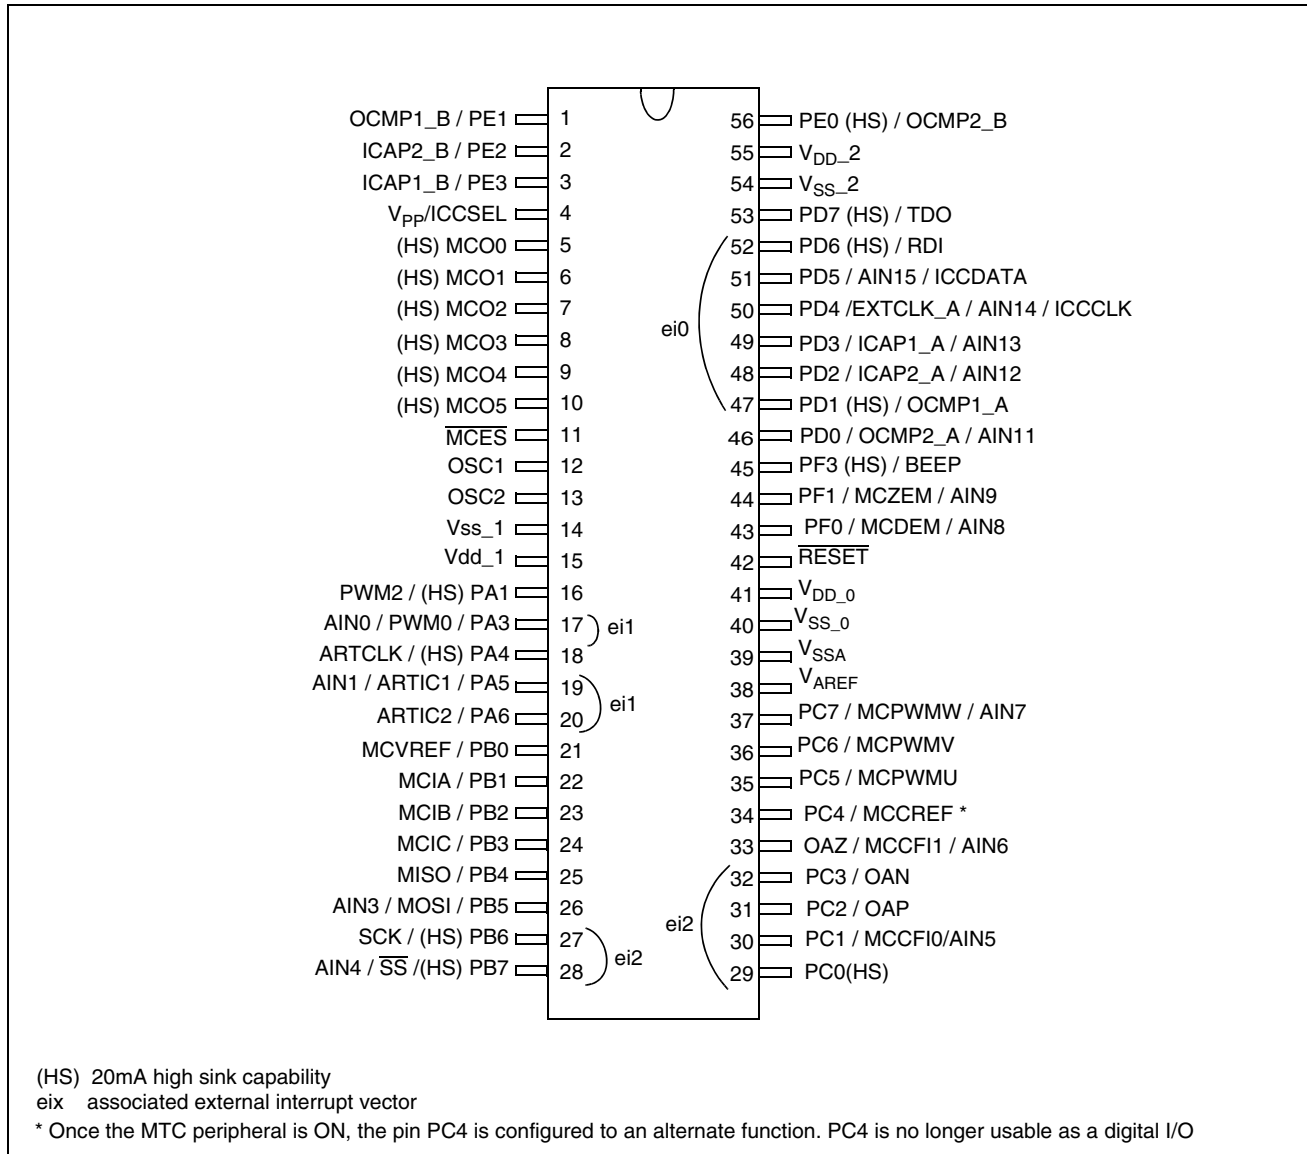 OCMP1_B / PE1 1
ICAP2_B / PE2 2
ICAP1_B / PE3 3
VPP/ICCSEL 4
(HS) MCO0 5
(HS) MCO1 6
(HS) MCO2 7
(HS) MCO3 8
(HS) MCO4 9
(HS) MCO5 10
MCES 11
OSC1 12
OSC2 13
Vss_1 14
Vdd_1 15
PWM2 / (HS) PA1 16
AIN0 / PWM0 / PA3 17
ei1
ARTCLK / (HS) PA4 18
AIN1 / ARTIC1 / PA5 19
ei1
ARTIC2 / PA6 20
MCVREF / PB0 21
MCIA / PB1 22
MCIB / PB2 23
MCIC / PB3 24
MISO / PB4 25
AIN3 / MOSI / PB5 26
SCK / (HS) PB6 27
ei2
AIN4 / SS /(HS) PB7 28
56 PE0 (HS) / OCMP2_B
55 VDD_2
54 VSS_2
53 PD7 (HS) / TDO
52 PD6 (HS) / RDI
51 PD5 / AIN15 / ICCDATA
50 PD4 /EXTCLK_A / AIN14 / ICCCLK
ei0
49 PD3 / ICAP1_A / AIN13
48 PD2 / ICAP2_A / AIN12
47 PD1 (HS) / OCMP1_A
46 PD0 / OCMP2_A / AIN11
45 PF3 (HS) / BEEP
44 PF1 / MCZEM / AIN9
43 PF0 / MCDEM / AIN8
42 RESET
41 VDD_0
40 VSS_0
39 VSSA
38 VAREF
37 PC7 / MCPWMW / AIN7
36 PC6 / MCPWMV
35 PC5 / MCPWMU
34 PC4 / MCCREF *
33 OAZ / MCCFI1 / AIN6
32 PC3 / OAN
31 PC2 / OAP
ei2
30 PC1 / MCCFI0/AIN5
29 PC0(HS)
(HS) 20mA high sink capability
eix associated external interrupt vector
* Once the MTC peripheral is ON, the pin PC4 is configured to an alternate function. PC4 is no longer usable as a digital I/O